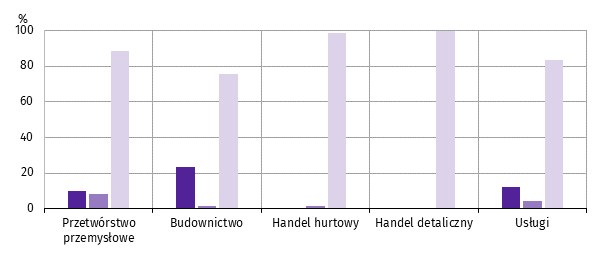 %
100
80
60
40
20
0
Przetwórstwo
przemysłowe
Budownictwo
Handel hurtowy
Handel detaliczny
Usługi